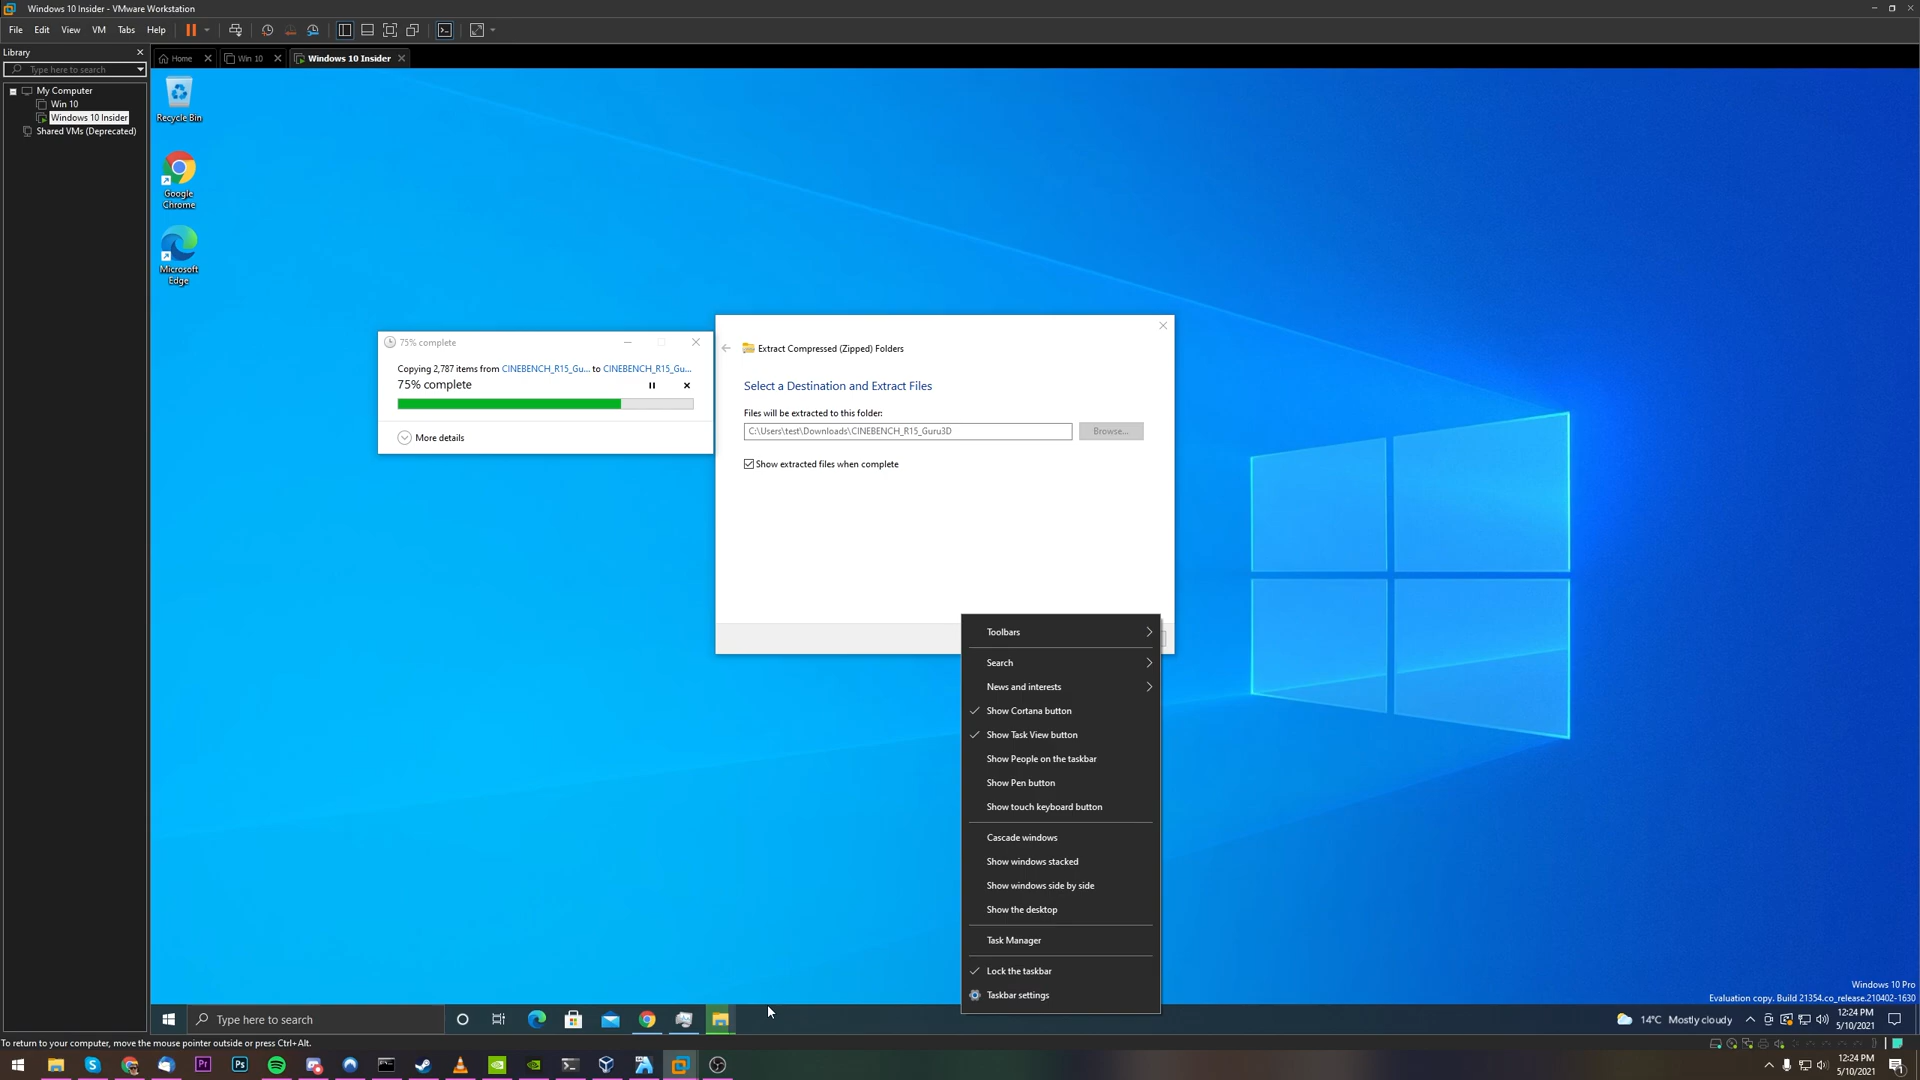 Windows 10 Insider - VMware Workstation
File Edit View VM Tabs Help
Library
Type here to search
Home
Win 10
Windows 10 Insider
My Computer
Win 10
Windows 10 Insider
Shared VMs (Deprecated)
Recycle Bin
Google
Chrome
Microsoft
Edge
75% complete
Copying 2,787 items from CINEBENCH_R15_Gu... to CINEBENCH_R15_Gu...
75% complete
More details
Extract Compressed (Zipped) Folders
Select a Destination and Extract Files
Files will be extracted to this folder:
C:\Users\test\Downloads\CINEBENCH_R15_Guru3D
Browse...
Show extracted files when complete
Toolbars
Search
News and interests
Show Cortana button
Show Task View button
Show People on the taskbar
Show Pen button
Show touch keyboard button
Cascade windows
Show windows stacked
Show windows side by side
Show the desktop
Task Manager
Lock the taskbar
Taskbar settings
Windows 10 Pro
Evaluation copy. Build 21354.co_release.210402-1630
Type here to search
14°C Mostly cloudy
12:24 PM
5/10/2021
To return to your computer, move the mouse pointer outside or press Ctrl+Alt.
Pr
Ps
12:24 PM
5/10/2021